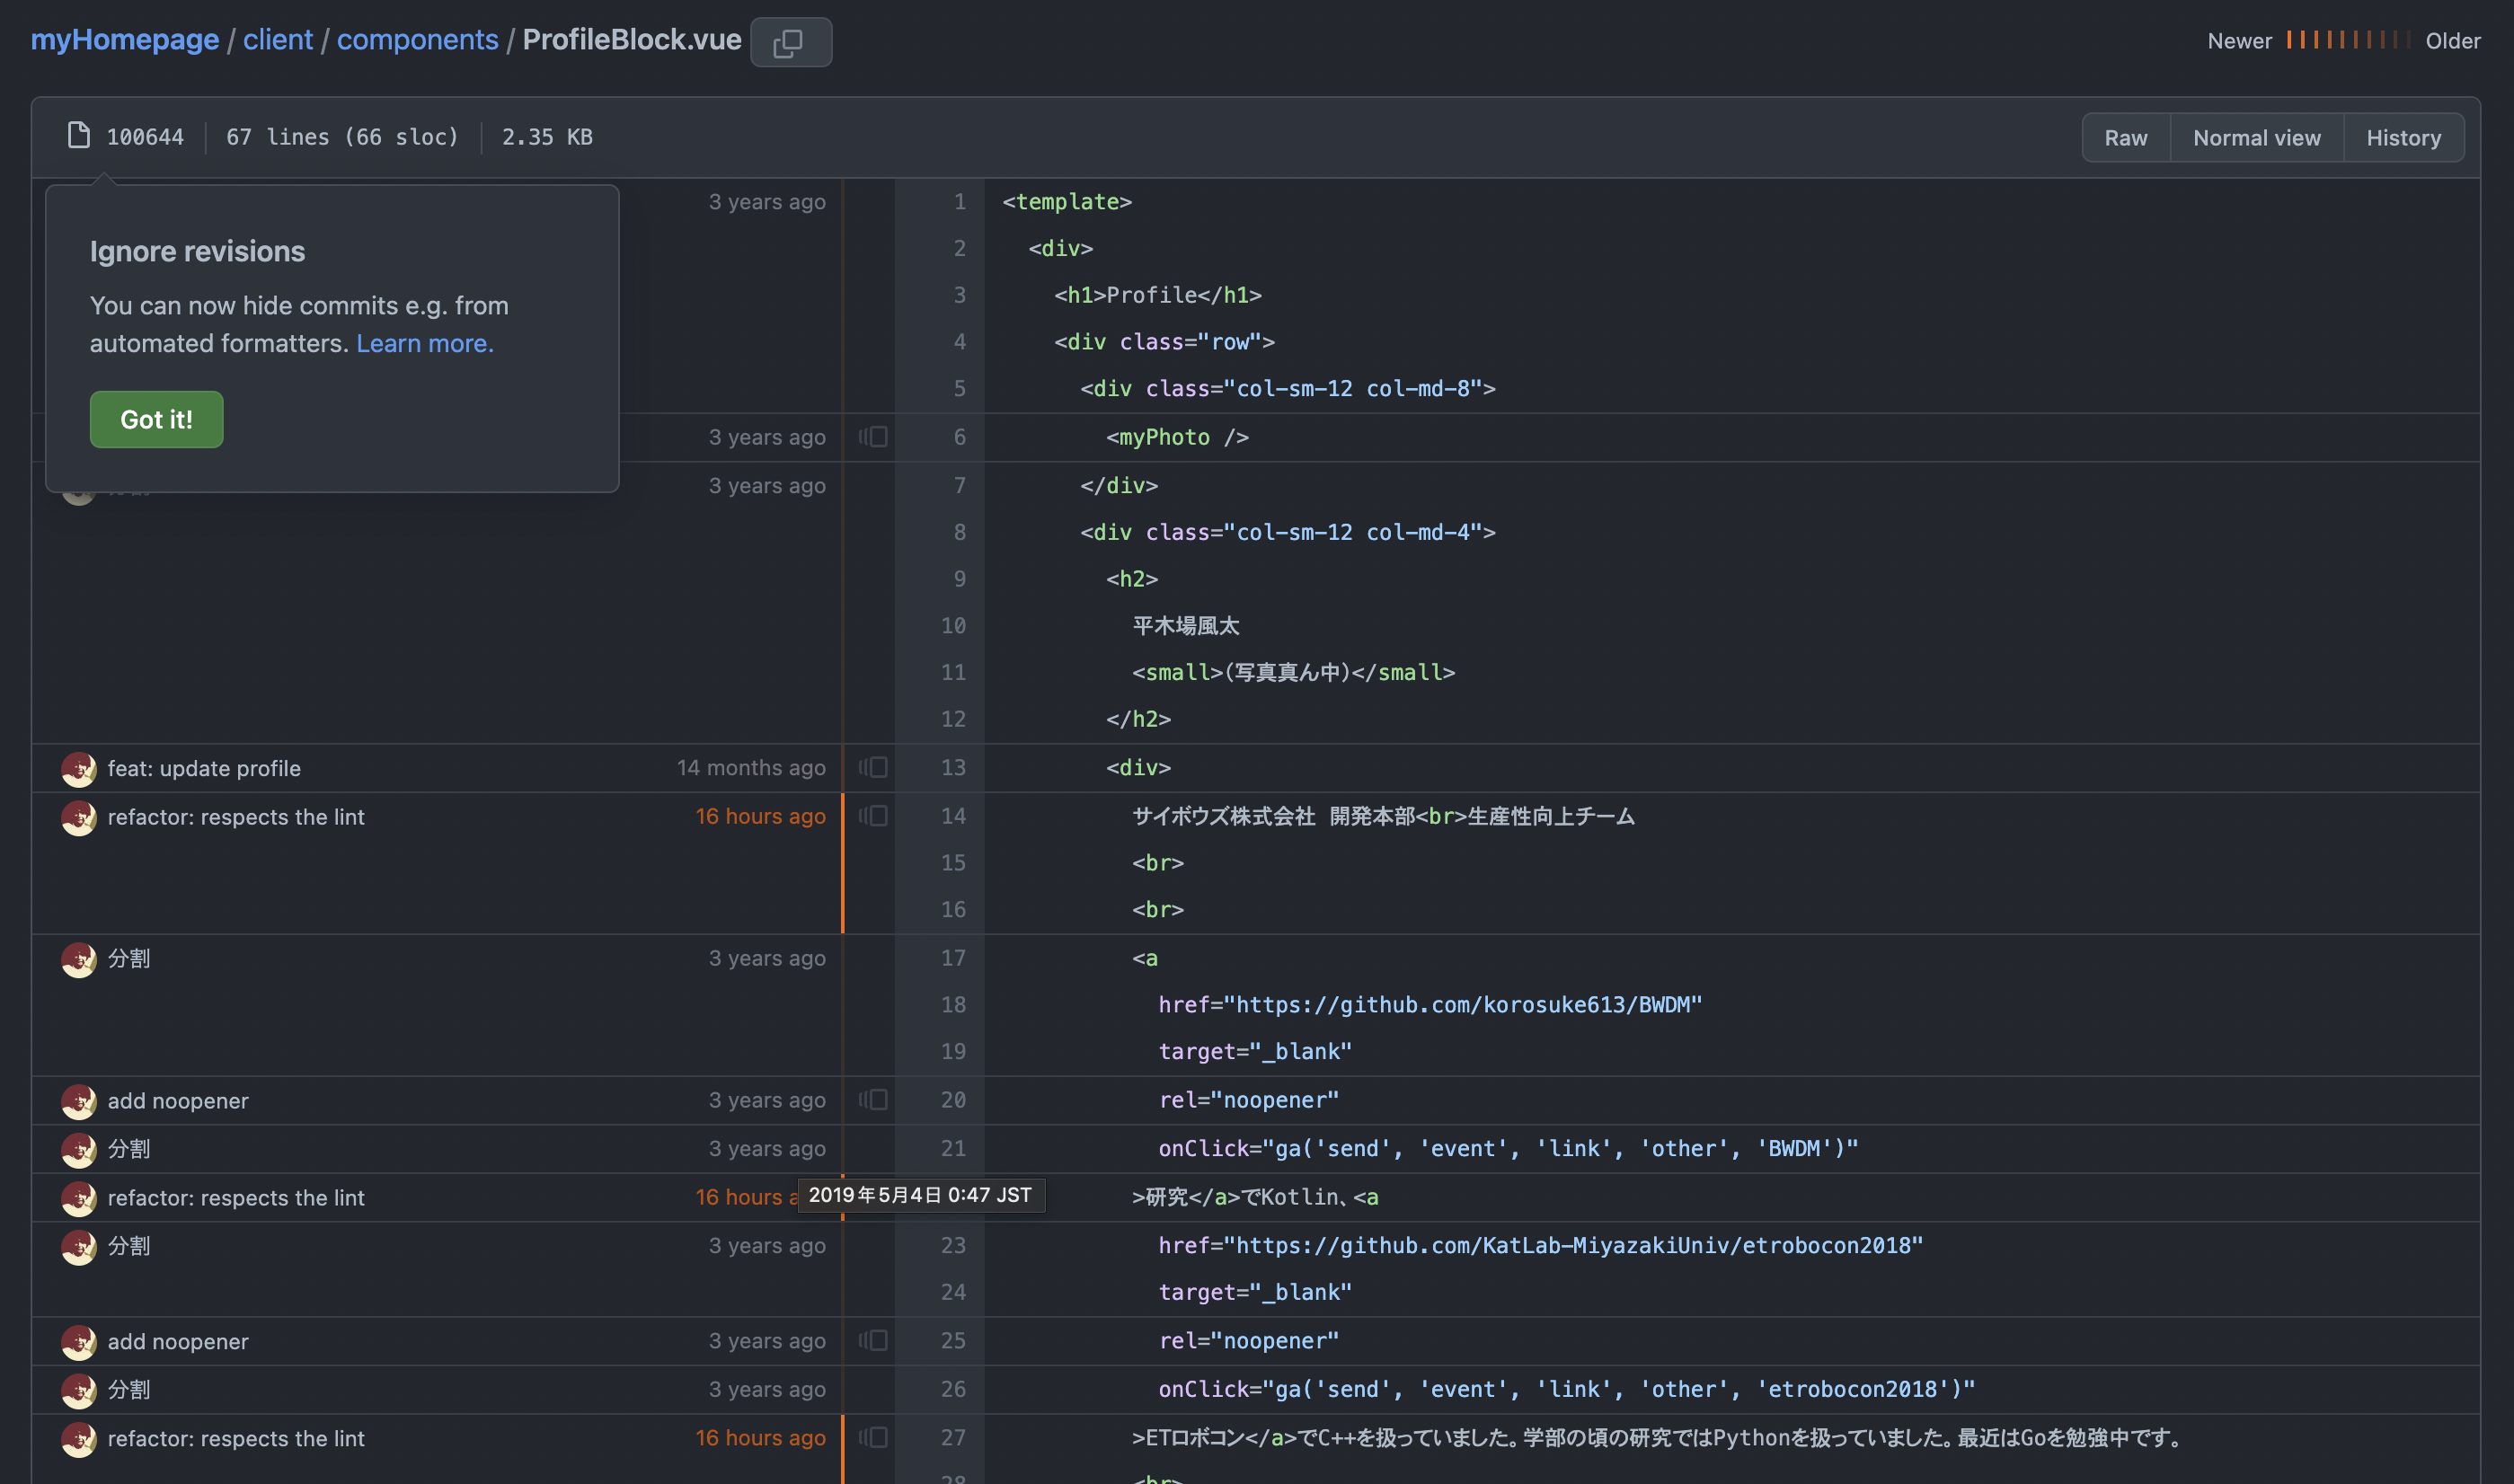 myHomepage / client / components / ProfileBlock.vue
Newer Older
100644 67 lines (66 sloc) 2.35 KB
Raw Normal view History
Ignore revisions
You can now hide commits e.g. from
automated formatters. Learn more.
Got it!
3 years ago 1 <template>
2 <div>
3 <h1>Profile</h1>
4 <div class="row">
5 <div class="col-sm-12 col-md-8">
3 years ago 6 <myPhoto />
3 years ago 7 </div>
8 <div class="col-sm-12 col-md-4">
9 <h2>
10 平木場風太
11 <small>(写真真ん中)</small>
12 </h2>
feat: update profile 14 months ago 13 <div>
refactor: respects the lint 16 hours ago 14 サイボウズ株式会社 開発本部<br>生産性向上チーム
15 <br>
16 <br>
分割 3 years ago 17 <a
18 href="https://github.com/korosuke613/BWDM"
19 target="_blank"
add noopener 3 years ago 20 rel="noopener"
分割 3 years ago 21 onClick="ga('send', 'event', 'link', 'other', 'BWDM')"
refactor: respects the lint 16 hours a 2019年5月4日 0:47 JST >研究</a>でKotlin、<a
分割 3 years ago 23 href="https://github.com/KatLab-MiyazakiUniv/etrobocon2018"
24 target="_blank"
add noopener 3 years ago 25 rel="noopener"
分割 3 years ago 26 onClick="ga('send', 'event', 'link', 'other', 'etrobocon2018')"
refactor: respects the lint 16 hours ago 27 >ETロボコン</a>でC++を扱っていました。学部の頃の研究ではPythonを扱っていました。最近はGoを勉強中です。
28 <br>